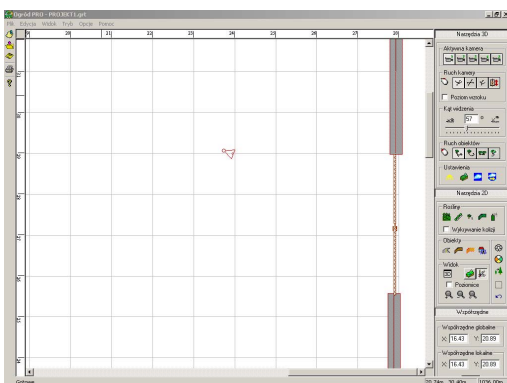 Ogród PRO - PROJEKT1.grt
Plik Edycja Widok Tryb Opcje Pomoc
20 21 22 23 24 25 26 27 28
Narzędzia 3D
Aktywna kamera
Ruch kamery
Poziom wzroku
Kąt widzenia
57 °
Ruch obiektów
Ustawienia
Narzędzia 2D
Rośliny
Wykrywanie kolizji
Obiekty
Widok
Poziomice
Współrzędne
Współrzędne globalne
X: 16.43 Y: 20.89
Współrzędne lokalne
X: 16.43 Y: 20.89
Gotowe